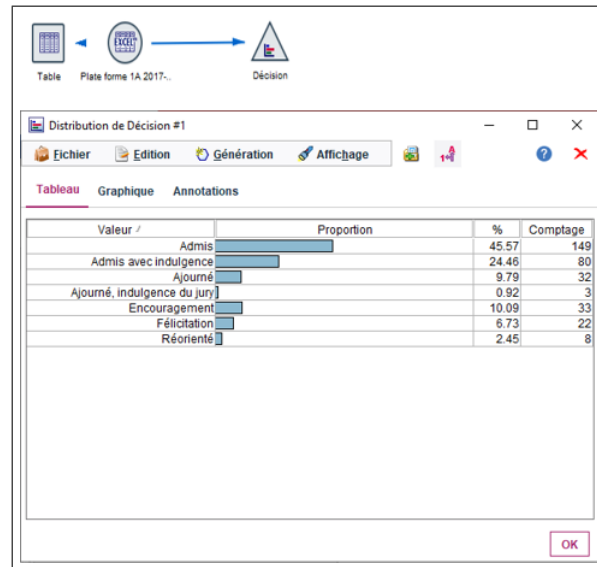 EXCEL™
Table Plate forme 1A 2017-.. Décision
Distribution de Décision #1
Fichier Edition Génération Affichage
Tableau Graphique Annotations
Valeur Proportion % Comptage
Admis 45.57 149
Admis avec indulgence 24.46 80
Ajourné 9.79 32
Ajourné, indulgence du jury 0.92 3
Encouragement 10.09 33
Félicitation 6.73 22
Réorienté 2.45 8
OK